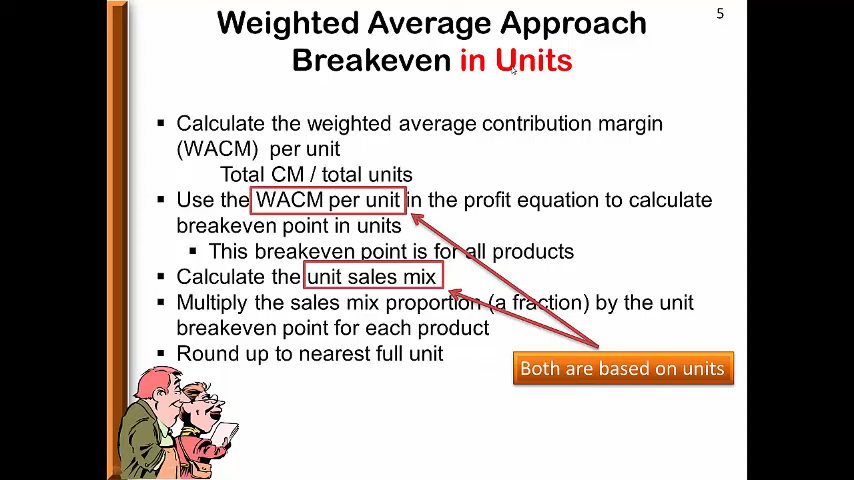 5
Weighted Average Approach
Breakeven in Units
▪ Calculate the weighted average contribution margin
(WACM) per unit
Total CM / total units
▪ Use the WACM per unit in the profit equation to calculate
breakeven point in units
▪ This breakeven point is for all products
▪ Calculate the unit sales mix
▪ Multiply the sales mix proportion (a fraction) by the unit
breakeven point for each product
▪ Round up to nearest full unit
Both are based on units